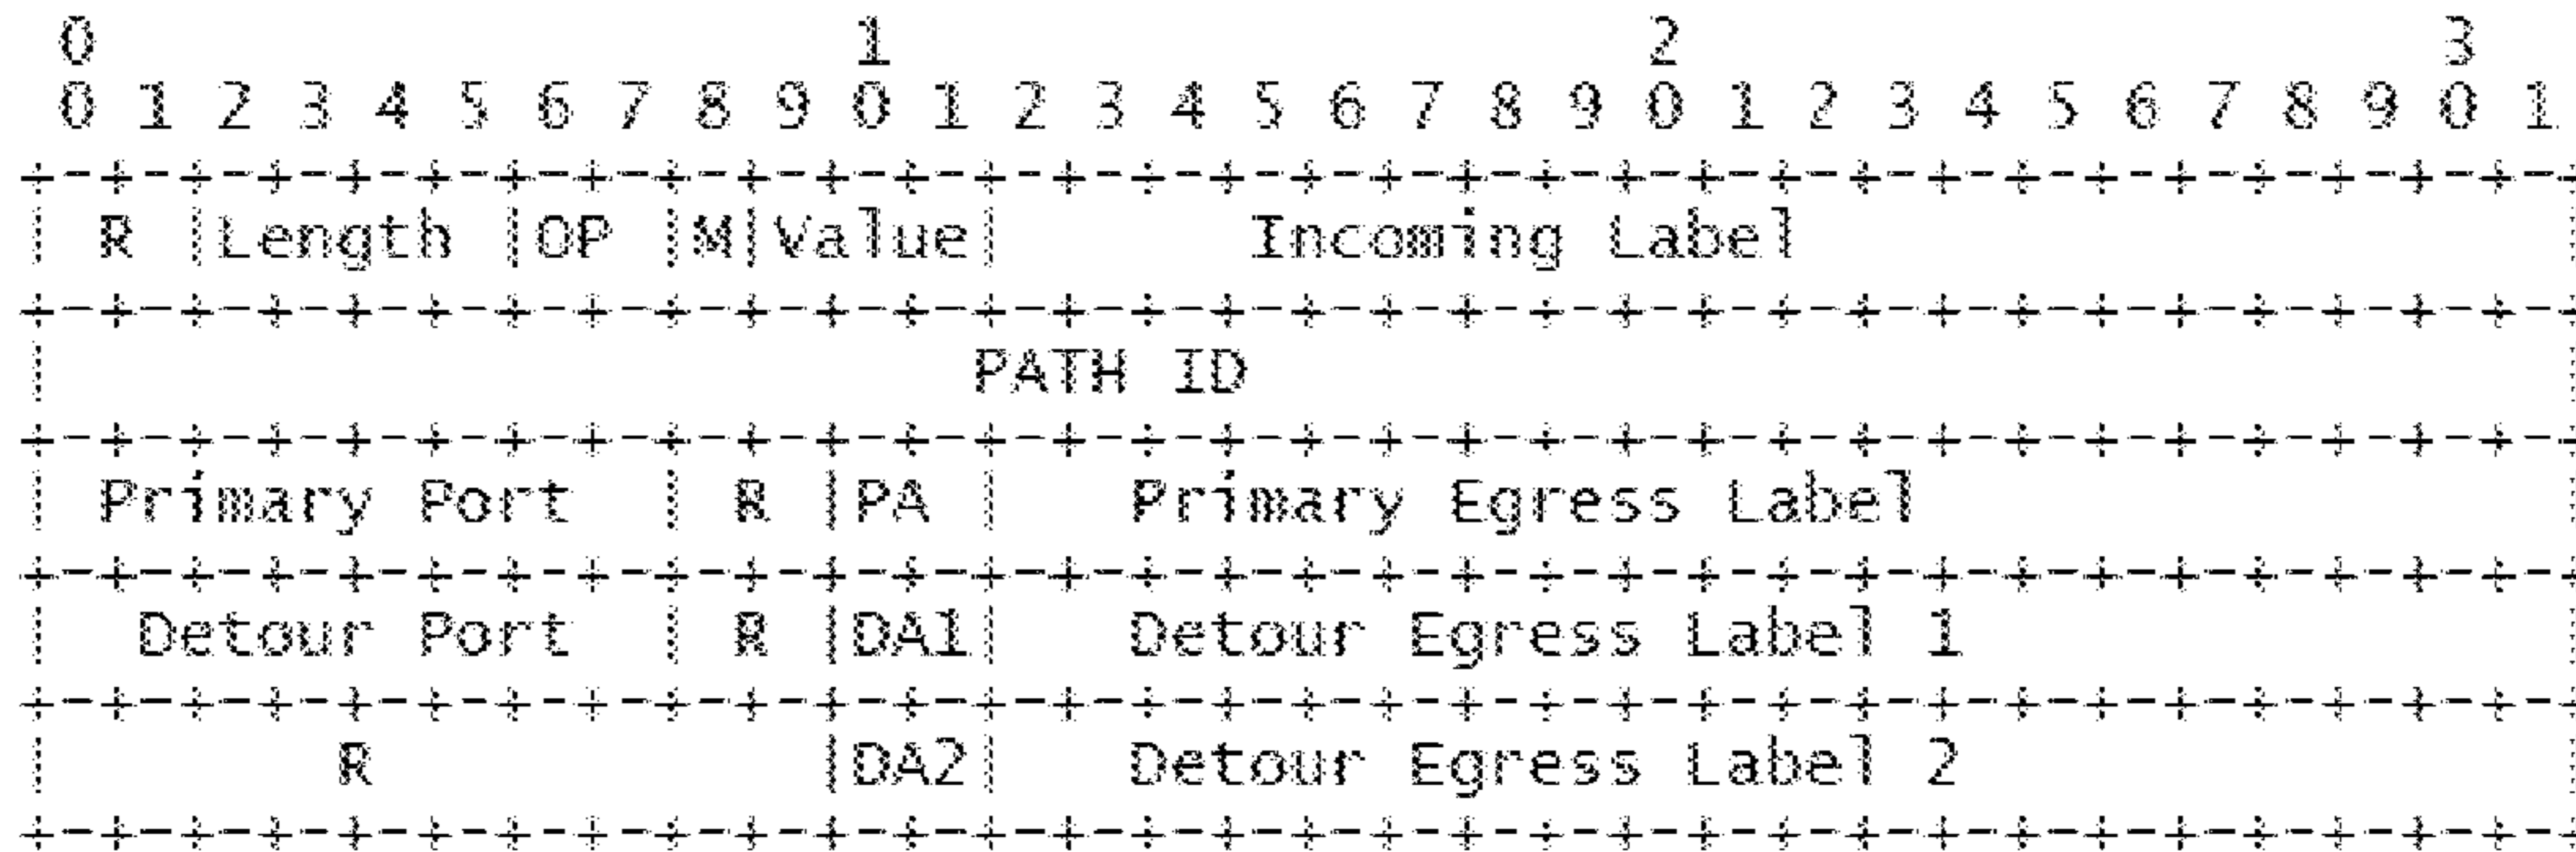 0 1 2 3
0 1 2 3 4 5 6 7 8 9 0 1 2 3 4 5 6 7 8 9 0 1 2 3 4 5 6 7 8 9 0 1
+-+-+-+-+-+-+-+-+-+-+-+-+-+-+-+-+-+-+-+-+-+-+-+-+-+-+-+-+-+-+-+-+
| R |Length |OP |M|Value| Incoming Label |
+-+-+-+-+-+-+-+-+-+-+-+-+-+-+-+-+-+-+-+-+-+-+-+-+-+-+-+-+-+-+-+-+
| PATH ID |
+-+-+-+-+-+-+-+-+-+-+-+-+-+-+-+-+-+-+-+-+-+-+-+-+-+-+-+-+-+-+-+-+
| Primary Port | R |PA | Primary Egress Label |
+-+-+-+-+-+-+-+-+-+-+-+-+-+-+-+-+-+-+-+-+-+-+-+-+-+-+-+-+-+-+-+-+
| Detour Port | R |DA1| Detour Egress Label 1 |
+-+-+-+-+-+-+-+-+-+-+-+-+-+-+-+-+-+-+-+-+-+-+-+-+-+-+-+-+-+-+-+-+
| R |DA2| Detour Egress Label 2 |
+-+-+-+-+-+-+-+-+-+-+-+-+-+-+-+-+-+-+-+-+-+-+-+-+-+-+-+-+-+-+-+-+